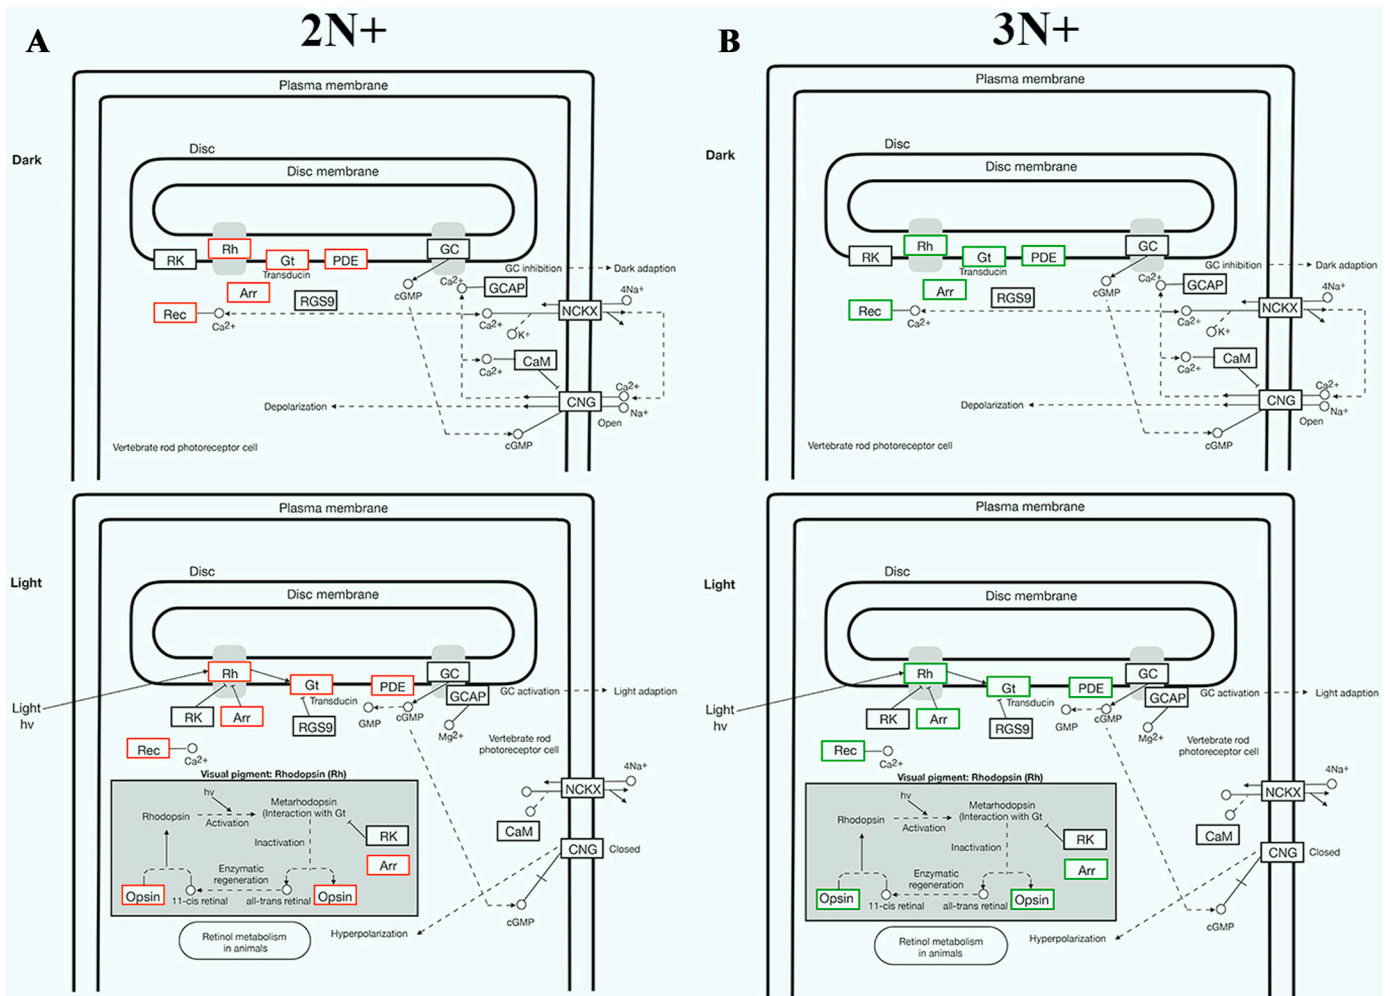 A
2N+
Plasma membrane
Dark
Disc
Disc membrane
Rh
RK
Gt
Transducin
PDE
GC
GC inhibition
Dark adaption
Arr
RGS9
cGMP
Ca2+
GCAP
4Na+
Rec
Ca2+
Ca2+
K+
NCKX
Ca2+
CaM
Ca2+
CNG
Na+
Open
Depolarization
cGMP
Vertebrate rod photoreceptor cell
Plasma membrane
Light
Disc
Disc membrane
Rh
Gt
Transducin
PDE
GC
GCAP
GC activation
Light adaption
Light
hv
RK
Arr
RGS9
GMP
cGMP
Mg2+
Rec
Ca2+
Vertebrate rod
photoreceptor cell
Visual pigment: Rhodopsin (Rh)
hv
Rhodopsin
Activation
Metarhodopsin
(Interaction with Gt
RK
Inactivation
Arr
Enzymatic
regeneration
Opsin
11-cis retinal
all-trans retinal
Opsin
4Na+
NCKX
CaM
CNG
Closed
cGMP
Hyperpolarization
Retinol metabolism
in animals
B
3N+
Plasma membrane
Dark
Disc
Disc membrane
Rh
RK
Gt
Transducin
PDE
GC
GC inhibition
Dark adaption
Arr
RGS9
cGMP
Ca2+
GCAP
4Na+
Rec
Ca2+
Ca2+
K+
NCKX
Ca2+
CaM
Ca2+
CNG
Na+
Open
Depolarization
cGMP
Vertebrate rod photoreceptor cell
Plasma membrane
Light
Disc
Disc membrane
Rh
Gt
Transducin
PDE
GC
GCAP
GC activation
Light adaption
Light
hv
RK
Arr
RGS9
GMP
cGMP
Mg2+
Rec
Ca2+
Vertebrate rod
photoreceptor cell
Visual pigment: Rhodopsin (Rh)
hv
Rhodopsin
Activation
Metarhodopsin
(Interaction with Gt
RK
Inactivation
Arr
Enzymatic
regeneration
Opsin
11-cis retinal
all-trans retinal
Opsin
4Na+
NCKX
CaM
CNG
Closed
cGMP
Hyperpolarization
Retinol metabolism
in animals